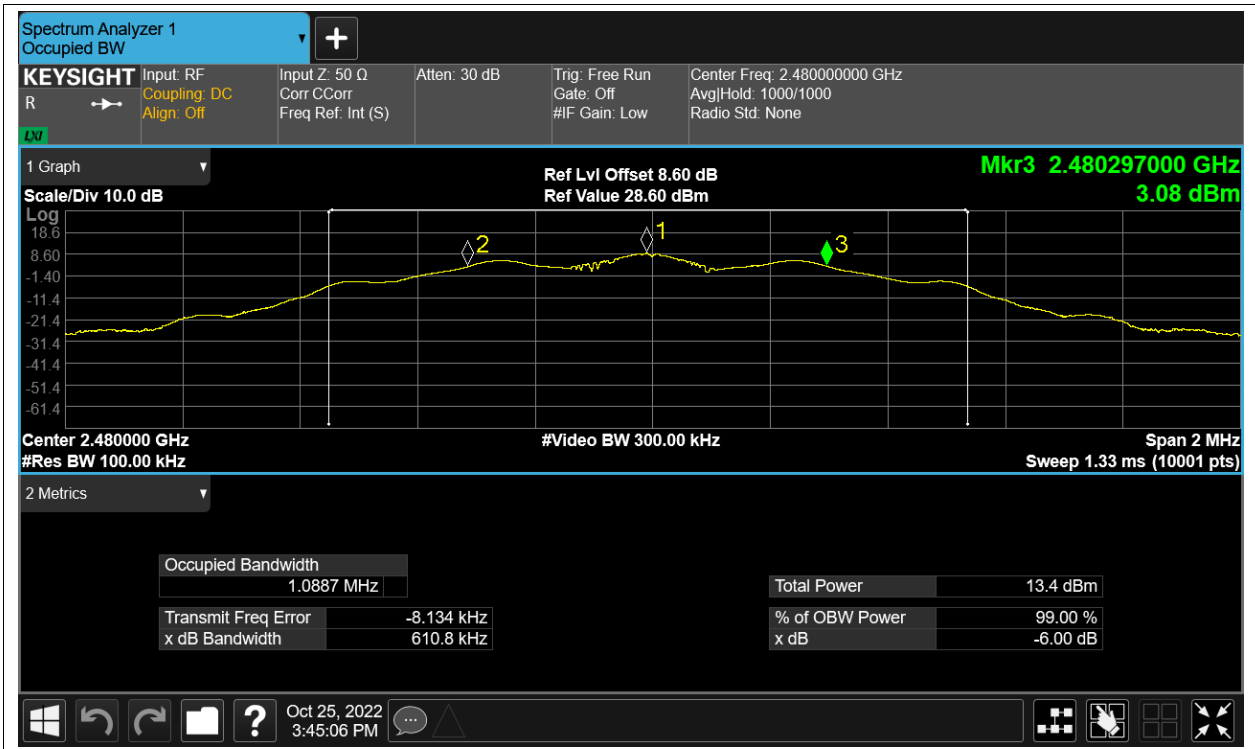 Spectrum Analyzer 1
Occupied BW
+
KEYSIGHT
R
LXI
Input: RF
Coupling: DC
Align: Off
Input Z: 50 Ω
Corr CCorr
Freq Ref: Int (S)
Atten: 30 dB
Trig: Free Run
Gate: Off
#IF Gain: Low
Center Freq: 2.480000000 GHz
Avg|Hold: 1000/1000
Radio Std: None
1 Graph
Scale/Div 10.0 dB
Ref Lvl Offset 8.60 dB
Ref Value 28.60 dBm
Mkr3 2.480297000 GHz
3.08 dBm
Log
18.6
8.60
-1.40
-11.4
-21.4
-31.4
-41.4
-51.4
-61.4
2
1
3
Center 2.480000 GHz
#Res BW 100.00 kHz
#Video BW 300.00 kHz
Span 2 MHz
Sweep 1.33 ms (10001 pts)
2 Metrics
Occupied Bandwidth
1.0887 MHz
Transmit Freq Error -8.134 kHz
x dB Bandwidth 610.8 kHz
Total Power 13.4 dBm
% of OBW Power 99.00 %
x dB -6.00 dB
?
Oct 25, 2022
3:45:06 PM